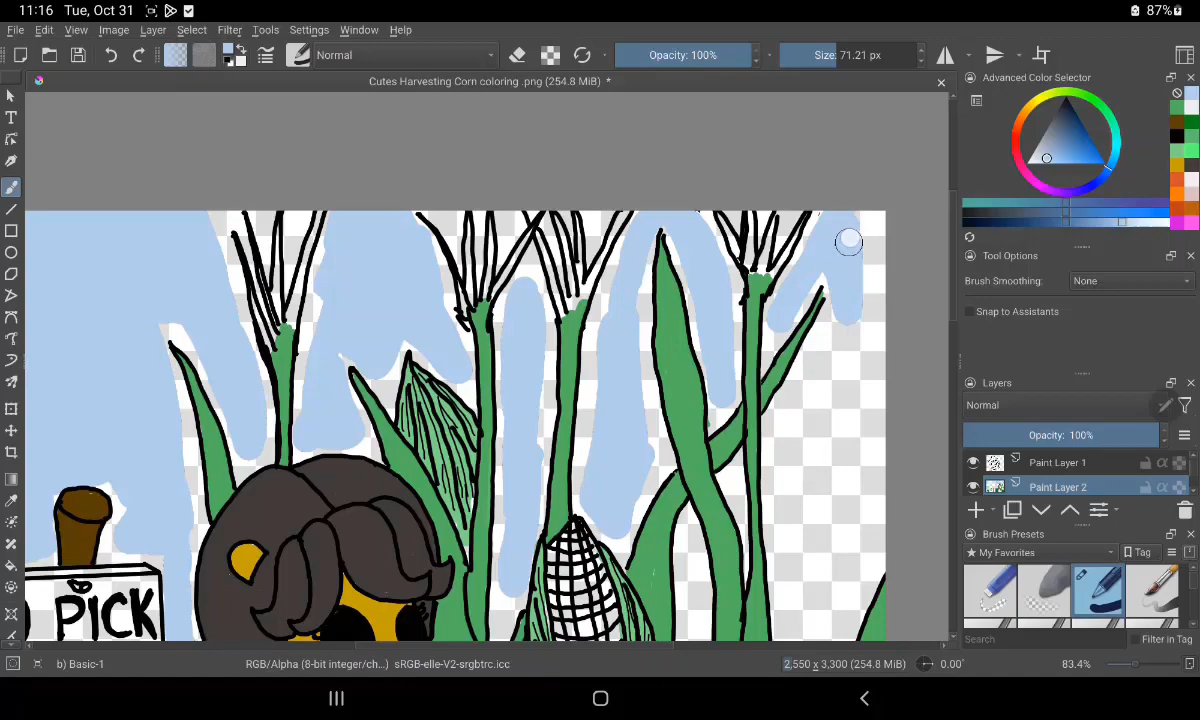 11:16 Tue, Oct 31 87%
File Edit View Image Layer Select Filter Tools Settings Window Help
Normal Opacity: 100% Size: 71.21 px
Cutes Harvesting Corn coloring .png (254.8 MiB) *
Advanced Color Selector
Tool Options
Brush Smoothing: None
Snap to Assistants
Layers
Normal
Opacity: 100%
Paint Layer 1
Paint Layer 2
Brush Presets
My Favorites Tag
Search Filter in Tag
PICK
b) Basic-1 RGB/Alpha (8-bit integer/ch...) sRGB-elle-V2-srgbtrc.icc 2,550 x 3,300 (254.8 MiB) 0.00° 83.4%